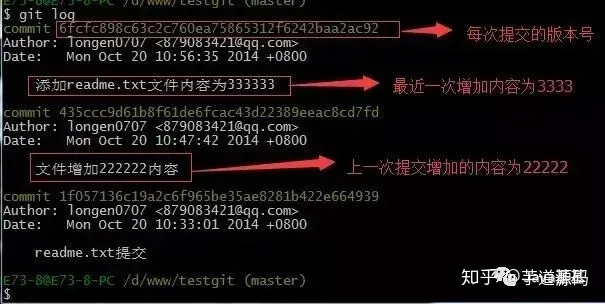 $ git log
commit 6fcfc898c63c2c760ea75865312f6242baa2ac92
每次提交的版本号
Author: longen0707 <879083421@qq.com>
Date: Mon Oct 20 10:56:35 2014 +0800
添加readme.txt文件内容为333333
最近一次增加内容为3333
commit 435ccc9d61b8f61de6fcac43d22389eeac8cd7fd
Author: longen0707 <879083421@qq.com>
Date: Mon Oct 20 10:47:42 2014 +0800
文件增加222222内容
上一次提交增加的内容为22222
commit 1f057136c19a2c6f965be35ae8281b422e664939
Author: longen0707 <879083421@qq.com>
Date: Mon Oct 20 10:33:01 2014 +0800
readme.txt提交
E73-8@E73-8-PC /d/www/testgit (master)
$
知乎
芋道源码